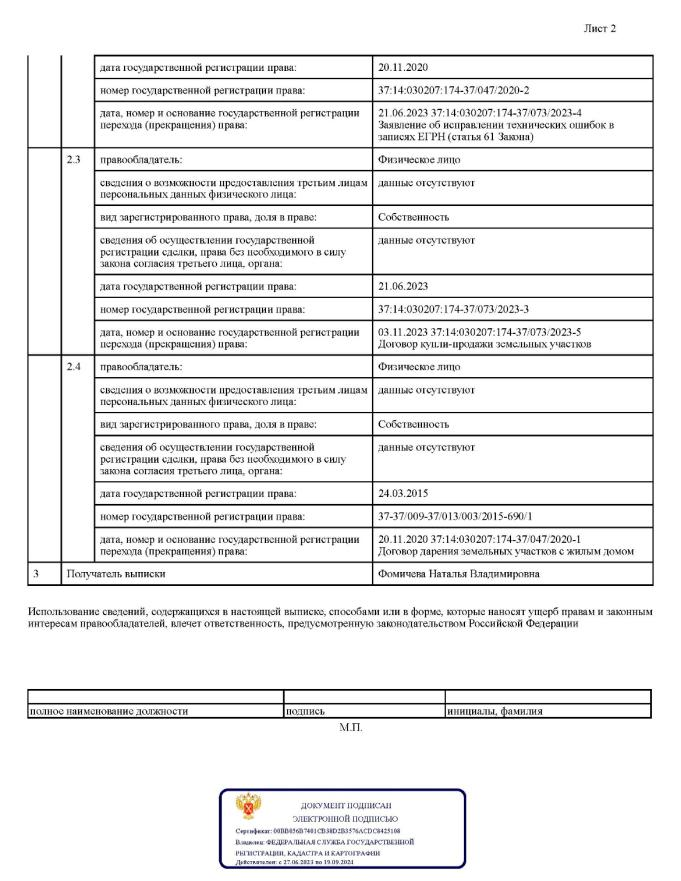 Лист 2
дата государственной регистрации права:
20.11.2020
номер государственной регистрации права:
37:14:030207:174-37/047/2020-2
дата, номер и основание государственной регистрации
перехода (прекращения) права:
21.06.2023 37:14:030207:174-37/073/2023-4
Заявление об исправлении технических ошибок в
записях ЕГРН (статья 61 Закона)
2.3
правообладатель:
Физическое лицо
сведения о возможности предоставления третьим лицам
персональных данных физического лица:
данные отсутствуют
вид зарегистрированного права, доля в праве:
Собственность
сведения об осуществлении государственной
регистрации сделки, права без необходимого в силу
закона согласия третьего лица, органа:
данные отсутствуют
дата государственной регистрации права:
21.06.2023
номер государственной регистрации права:
37:14:030207:174-37/073/2023-3
дата, номер и основание государственной регистрации
перехода (прекращения) права:
03.11.2023 37:14:030207:174-37/073/2023-5
Договор купли-продажи земельных участков
2.4
правообладатель:
Физическое лицо
сведения о возможности предоставления третьим лицам
персональных данных физического лица:
данные отсутствуют
вид зарегистрированного права, доля в праве:
Собственность
сведения об осуществлении государственной
регистрации сделки, права без необходимого в силу
закона согласия третьего лица, органа:
данные отсутствуют
дата государственной регистрации права:
24.03.2015
номер государственной регистрации права:
37-37/009-37/013/003/2015-690/1
дата, номер и основание государственной регистрации
перехода (прекращения) права:
20.11.2020 37:14:030207:174-37/047/2020-1
Договор дарения земельных участков с жилым домом
3
Получатель выписки
Фомичева Наталья Владимировна
Использование сведений, содержащихся в настоящей выписке, способами или в форме, которые наносят ущерб правам и законным
интересам правообладателей, влечет ответственность, предусмотренную законодательством Российской Федерации
полное наименование должности
подпись
инициалы, фамилия
М.П.
ДОКУМЕНТ ПОДПИСАН
ЭЛЕКТРОННОЙ ПОДПИСЬЮ
Сертификат: 00BB056B7401CB38D2B3576ACDC8425108
Владелец: ФЕДЕРАЛЬНАЯ СЛУЖБА ГОСУДАРСТВЕННОЙ
РЕГИСТРАЦИИ, КАДАСТРА И КАРТОГРАФИИ
Действителен: с 27.06.2023 по 19.09.2024